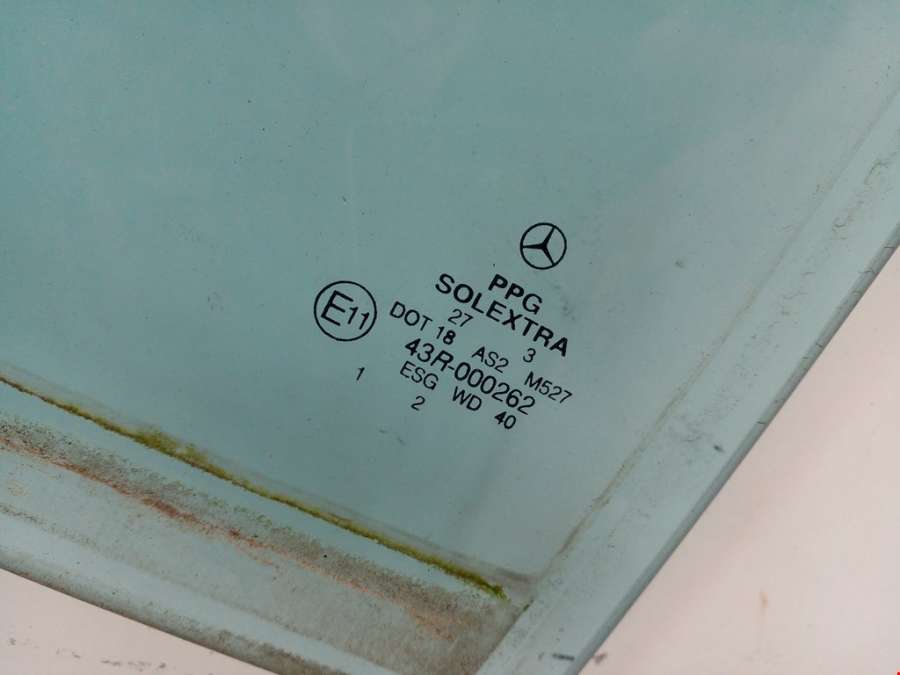 PPG
SOLEXTRA
27 3
E11
DOT 18 AS2 M527
43R-000262
ESG WD 40
1 2